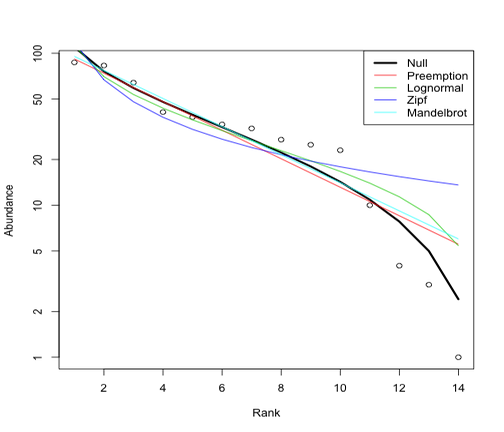 Null
Preemption
Lognormal
Zipf
Mandelbrot
Abundance
100
50
20
10
5
2
1
2 4 6 8 10 12 14
Rank